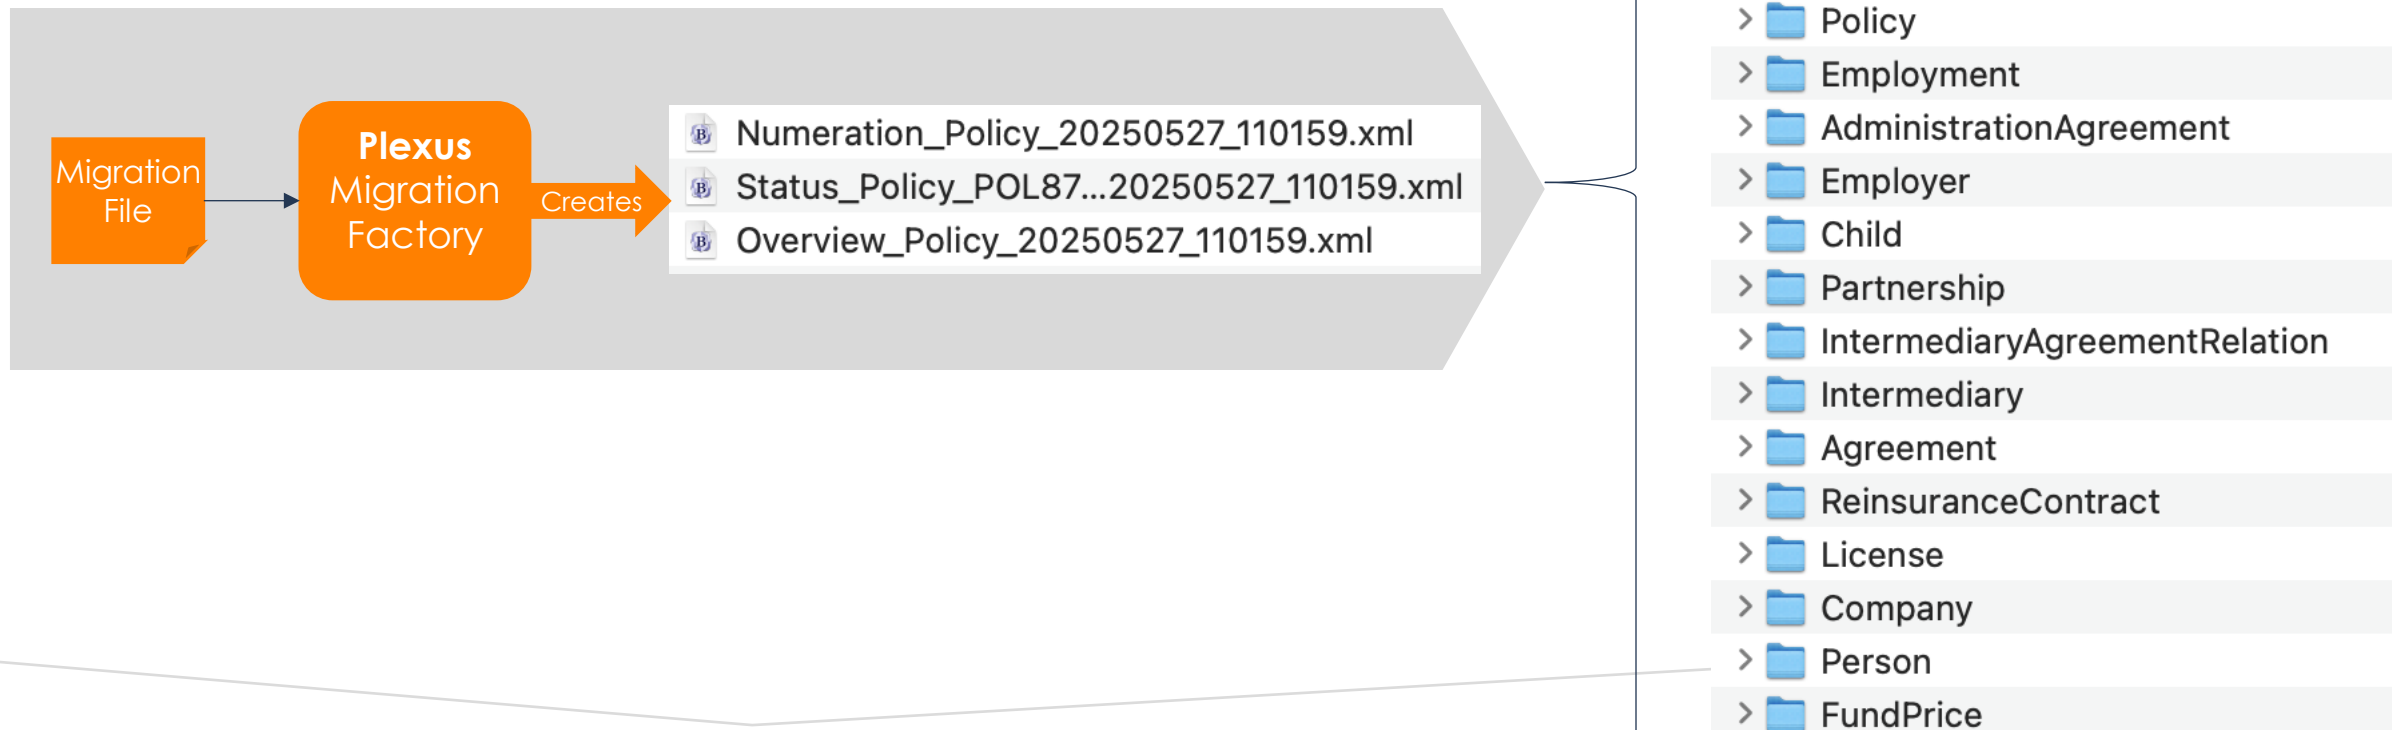 Migration
File
Plexus
Migration
Factory
Creates
Numeration_Policy_20250527_110159.xml
Status_Policy_POL87...20250527_110159.xml
Overview_Policy_20250527_110159.xml
Policy
Employment
AdministrationAgreement
Employer
Child
Partnership
IntermediaryAgreementRelation
Intermediary
Agreement
ReinsuranceContract
License
Company
Person
FundPrice